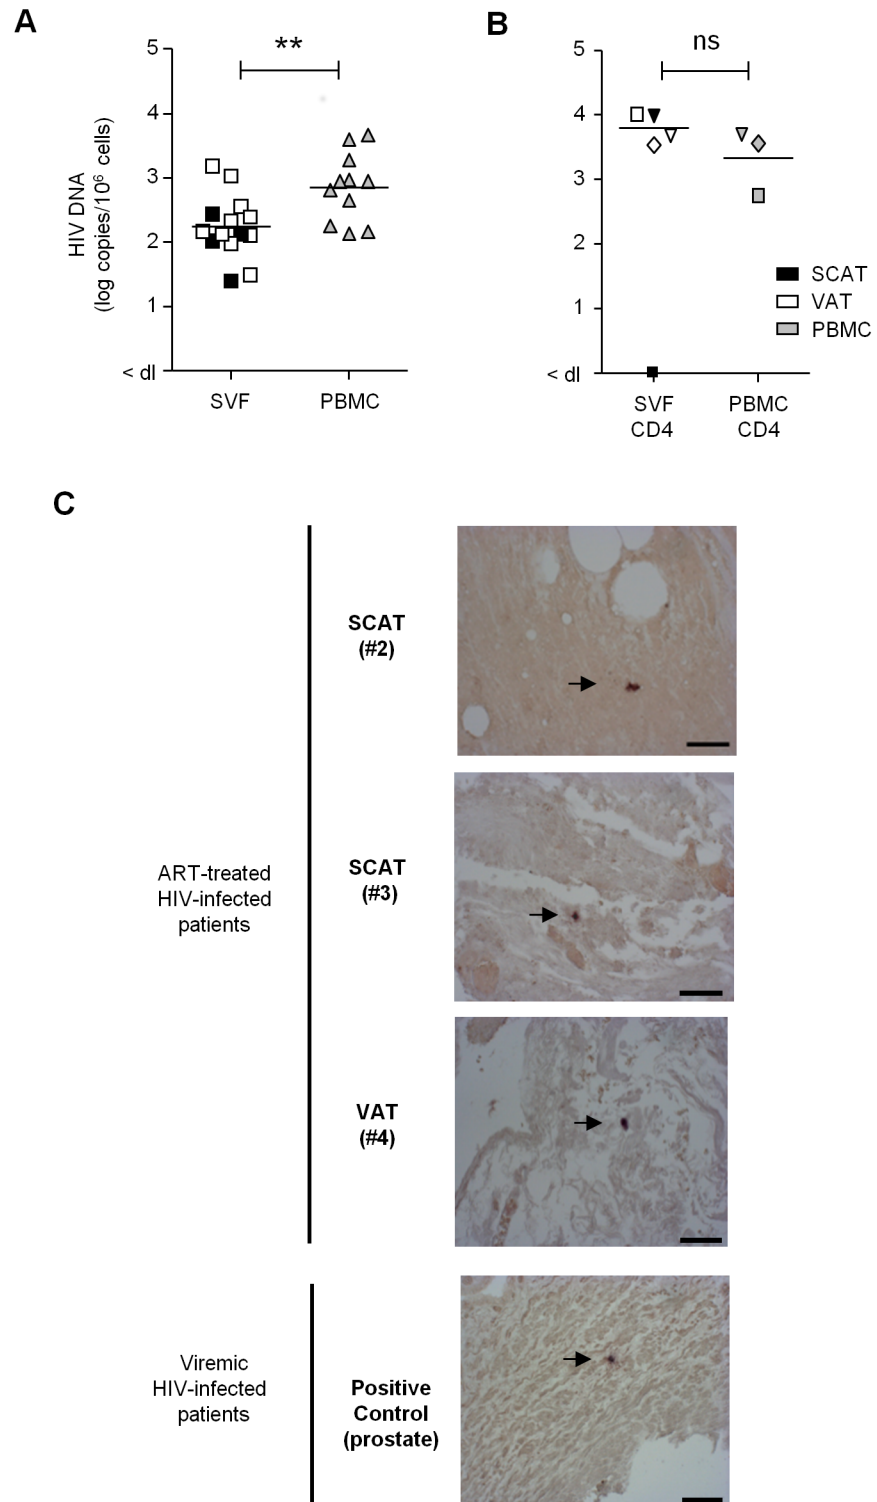 A
**
5
4
3
2
1
< dl
HIV DNA
(log copies/10⁶ cells)
SVF
PBMC
B
ns
5
4
3
2
1
< dl
SCAT
VAT
PBMC
SVF
CD4
PBMC
CD4
C
ART-treated
HIV-infected
patients
SCAT
(#2)
SCAT
(#3)
VAT
(#4)
Viremic
HIV-infected
patients
Positive
Control
(prostate)